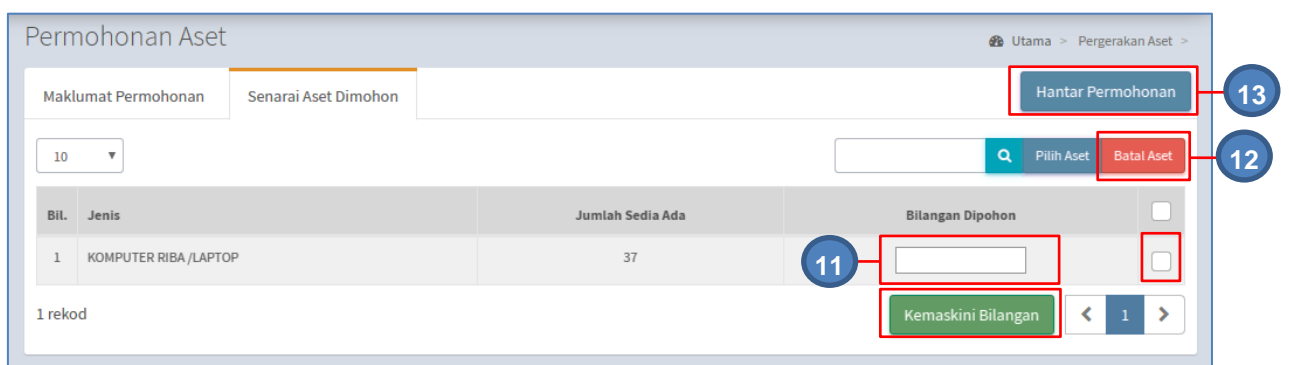 Permohonan Aset
Utama > Pergerakan Aset >
Maklumat Permohonan Senarai Aset Dimohon Hantar Permohonan 13
10 Pilih Aset Batal Aset 12
Bil. Jenis Jumlah Sedia Ada Bilangan Dipohon
1 KOMPUTER RIBA /LAPTOP 37 11
1 rekod Kemaskini Bilangan 1